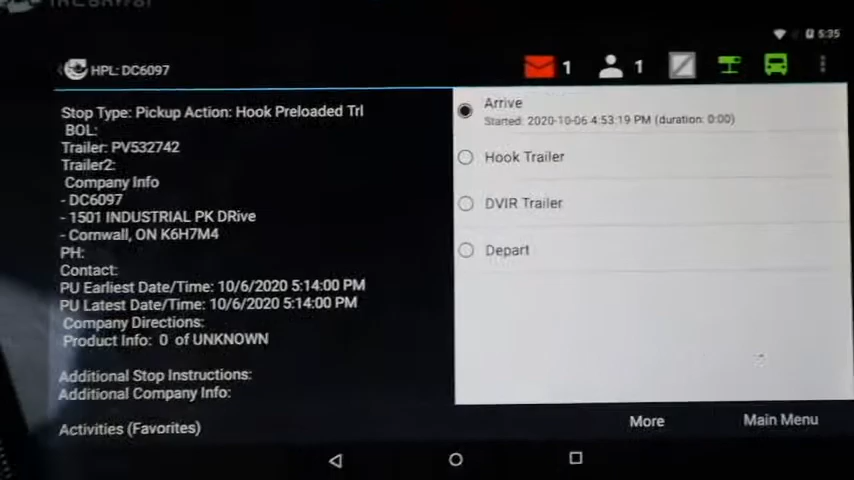 5:35
HPL: DC6097
1
1
Stop Type: Pickup Action: Hook Preloaded Trl
BOL:
Trailer: PV532742
Trailer2:
Company Info
- DC6097
- 1501 INDUSTRIAL PK DRive
- Cornwall, ON K6H7M4
PH:
Contact:
PU Earliest Date/Time: 10/6/2020 5:14:00 PM
PU Latest Date/Time: 10/6/2020 5:14:00 PM
Company Directions:
Product Info: 0 of UNKNOWN
Additional Stop Instructions:
Additional Company Info:
Activities (Favorites)
Arrive
Started: 2020-10-06 4:53:19 PM (duration: 0:00)
Hook Trailer
DVIR Trailer
Depart
More
Main Menu